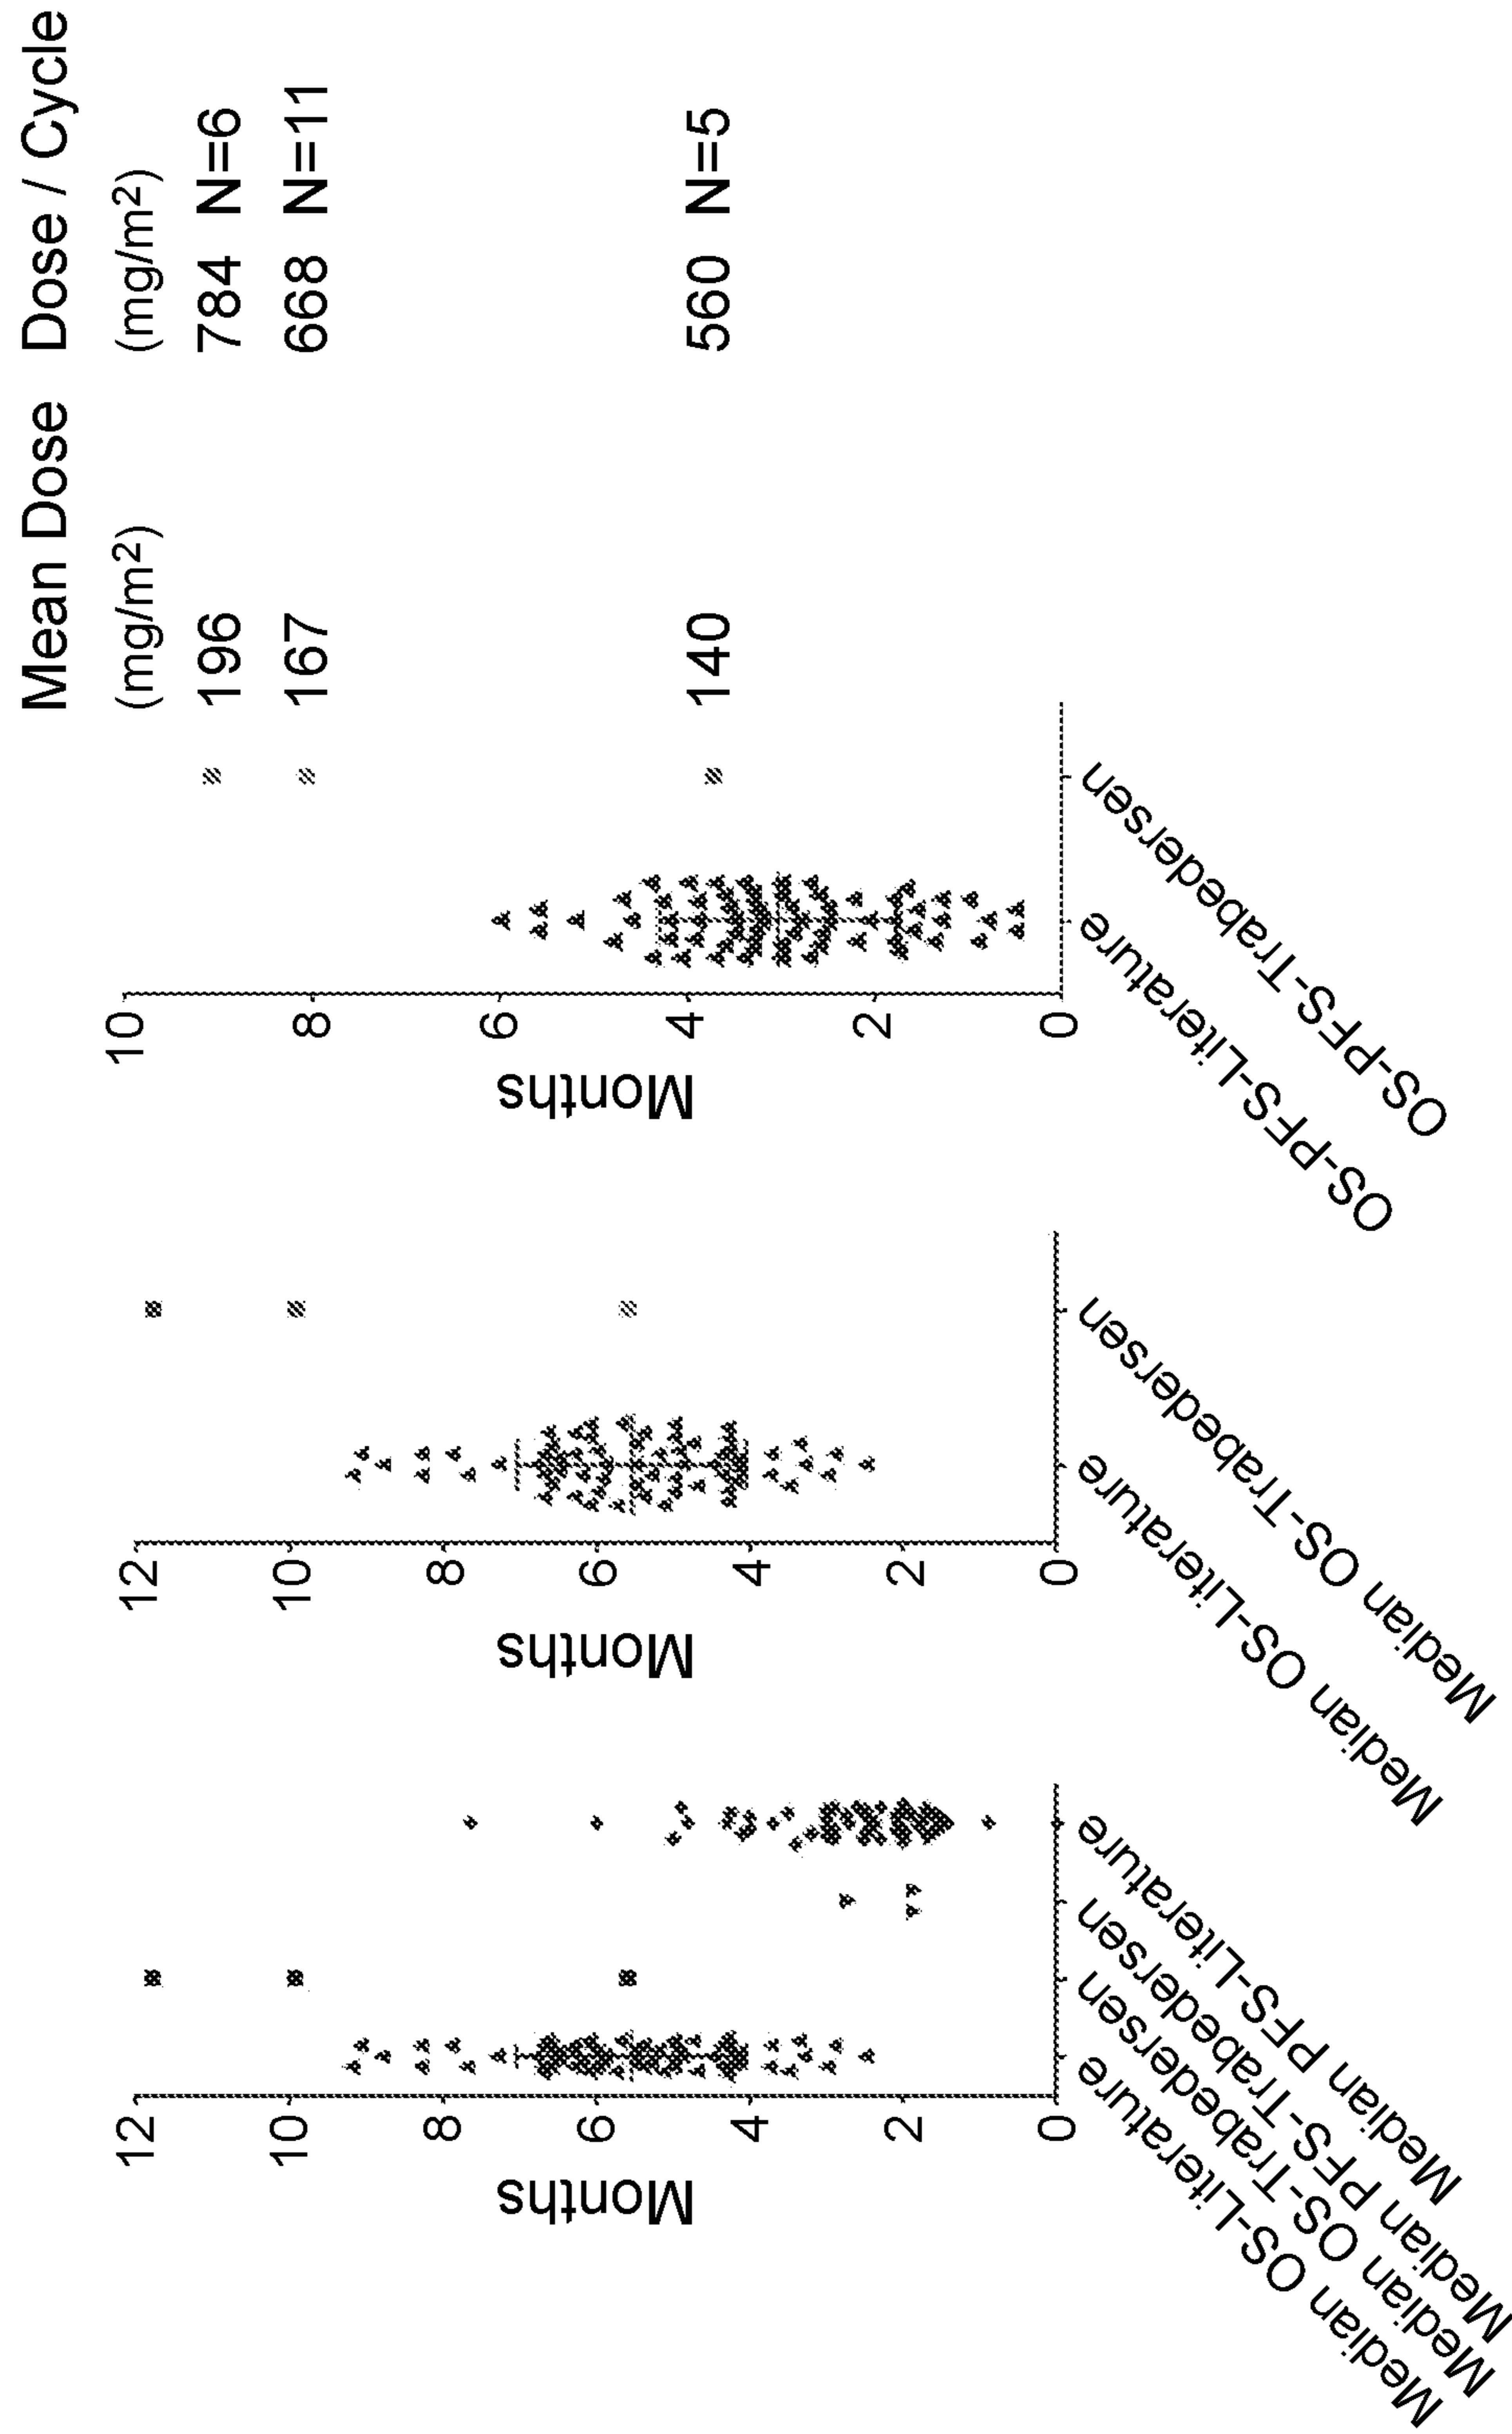 Mean Dose Dose / Cycle
(mg/m2) (mg/m2)
196 784 N=6
167 668 N=11
140 560 N=5
Months
12
10
8
6
4
2
0
Median OS-Literature
Median OS-Trabedersen
Median PFS-Trabedersen
Median PFS-Literature
Months
12
10
8
6
4
2
0
Median OS-Literature
Median OS-Trabedersen
Months
10
8
6
4
2
0
OS-PFS-Literature
OS-PFS-Trabedersen